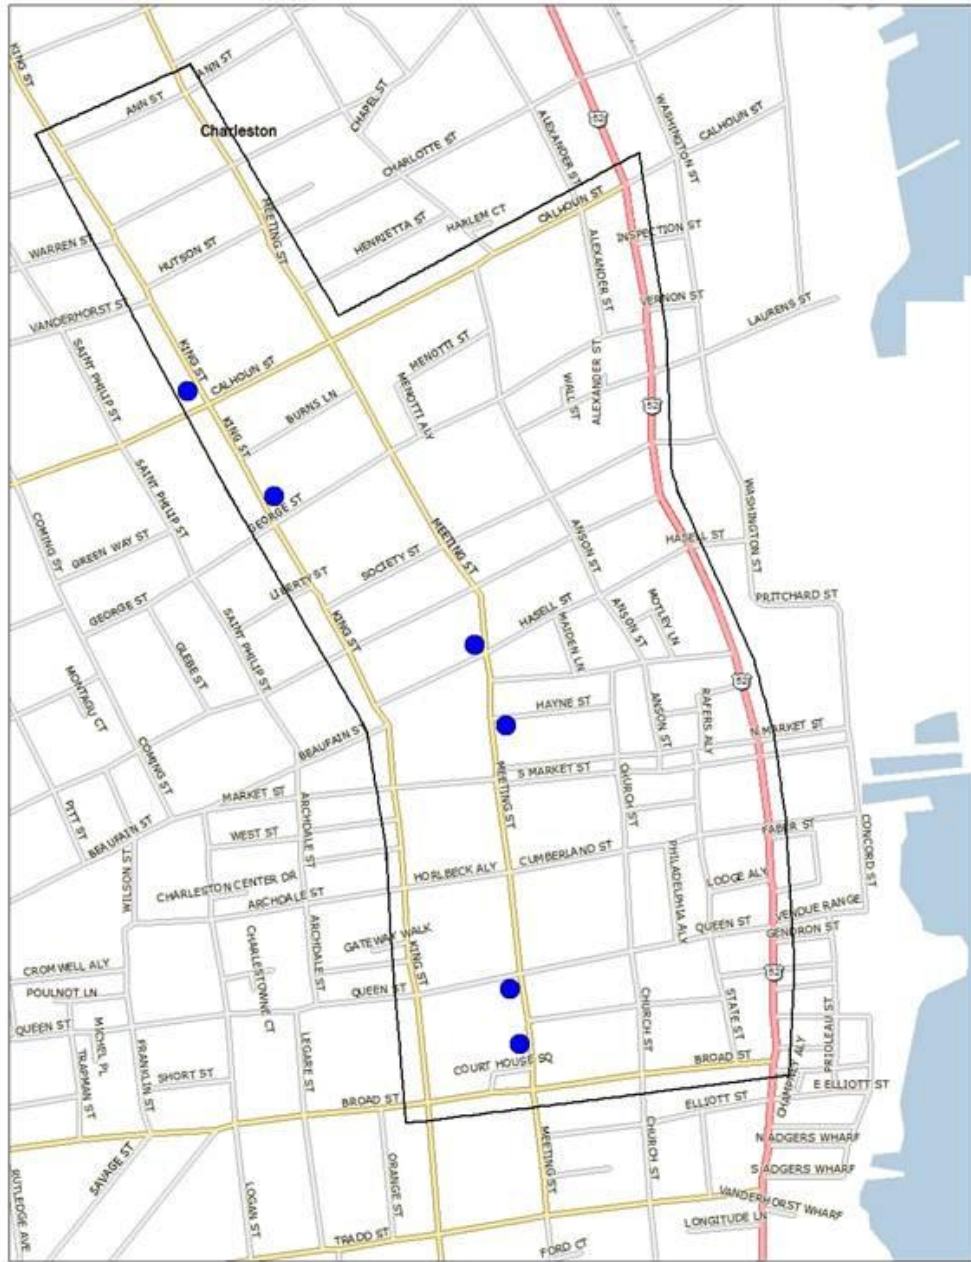 KING ST
ANN ST
ANN ST
Charleston
CHAPEL ST
CHARLOTTE ST
52
ALEXANDER ST
WASHINGTON ST
CALHOUN ST
WARREN ST
HUTSON ST
MEETING ST
HENRIETTA ST
HARLEM CT
CALHOUN ST
INSPECTION ST
ALEXANDER ST
VANDERHORST ST
VERNON ST
LAURENS ST
SAINT PHILIP ST
KING ST
CALHOUN ST
MENOTTI ST
MENOTTI ALY
WALL ST
ALEXANDER ST
52
BURNS LN
KING ST
SAINT PHILIP ST
GEORGE ST
WASHINGTON ST
COMING ST
GREEN WAY ST
MEETING ST
ANSON ST
HASELL ST
SOCIETY ST
LIBERTY ST
GEORGE ST
SAINT PHILIP ST
KING ST
HASELL ST
MAIDEN LN
ANSON ST
MOTLEY LN
PRITCHARD ST
GLEBE ST
MONTAGU CT
52
HAYNE ST
ANSON ST
RAFERS ALY
N MARKET ST
BEAUFAIN ST
COMING ST
S MARKET ST
MEETING ST
CHURCH ST
MARKET ST
PITT ST
BEAUFAIN ST
WEST ST
ARCHDALE ST
FABER ST
CONCORD ST
WILSON ST
HORLBECK ALY
CUMBERLAND ST
PHILADELPHIA ALY
LODGE ALY
CHARLESTON CENTER DR
ARCHDALE ST
VENDUE RANGE
QUEEN ST
GENDRON ST
GATEWAY WALK
ARCHDALE ST
CHARLESTOWNE CT
KING ST
CROMWELL ALY
52
POULNOT LN
QUEEN ST
QUEEN ST
CHURCH ST
STATE ST
PRIOLEAU ST
MICHEL PL
TRAPMAN ST
FRANKLIN ST
SHORT ST
LEGARE ST
COURT HOUSE SQ
BROAD ST
CHAMPNEY ALY
E ELLIOTT ST
BROAD ST
ELLIOTT ST
SAVAGE ST
MEETING ST
CHURCH ST
N ADGERS WHARF
S ADGERS WHARF
RUTLEDGE AVE
LOGAN ST
ORANGE ST
VANDERHORST WHARF
LONGITUDE LN
TRADD ST
FORD CT